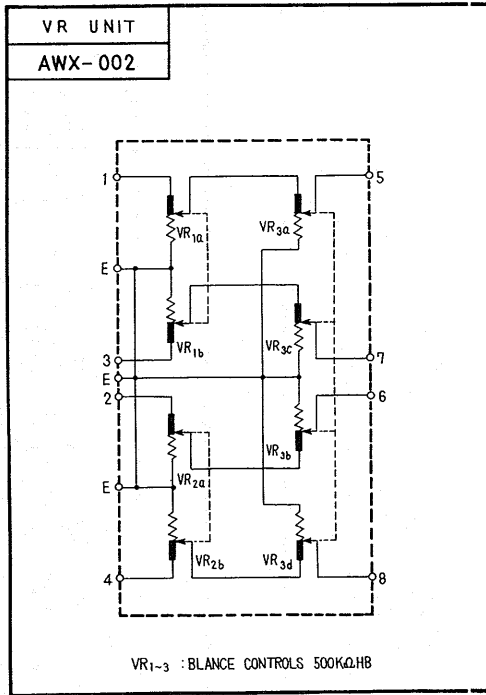 VR UNIT
AWX-002
1
5
VR1a
VR3a
E
VR1b
VR3c
3
7
E
2
6
VR3b
E
VR2a
VR2b
VR3d
4
8
VR1~3 : BLANCE CONTROLS 500KΩHB